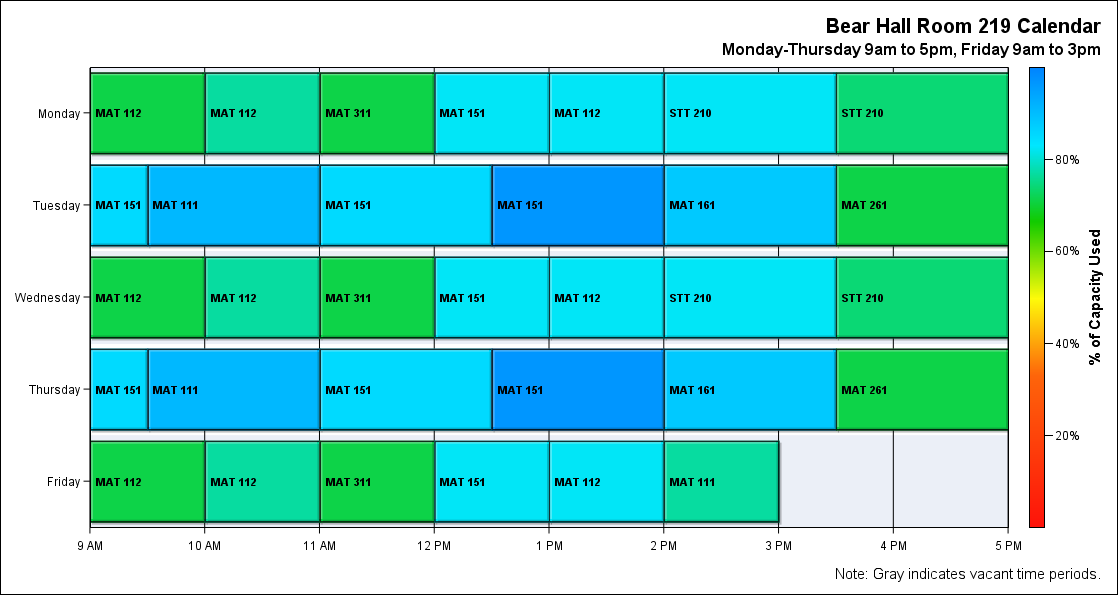 Bear Hall Room 219 Calendar
Monday-Thursday 9am to 5pm, Friday 9am to 3pm
Monday MAT 112 MAT 112 MAT 311 MAT 151 MAT 112 STT 210 STT 210
80%
Tuesday MAT 151 MAT 111 MAT 151 MAT 151 MAT 161 MAT 261
60%
Wednesday MAT 112 MAT 112 MAT 311 MAT 151 MAT 112 STT 210 STT 210
% of Capacity Used
40%
Thursday MAT 151 MAT 111 MAT 151 MAT 151 MAT 161 MAT 261
20%
Friday MAT 112 MAT 112 MAT 311 MAT 151 MAT 112 MAT 111
9 AM 10 AM 11 AM 12 PM 1 PM 2 PM 3 PM 4 PM 5 PM
Note: Gray indicates vacant time periods.